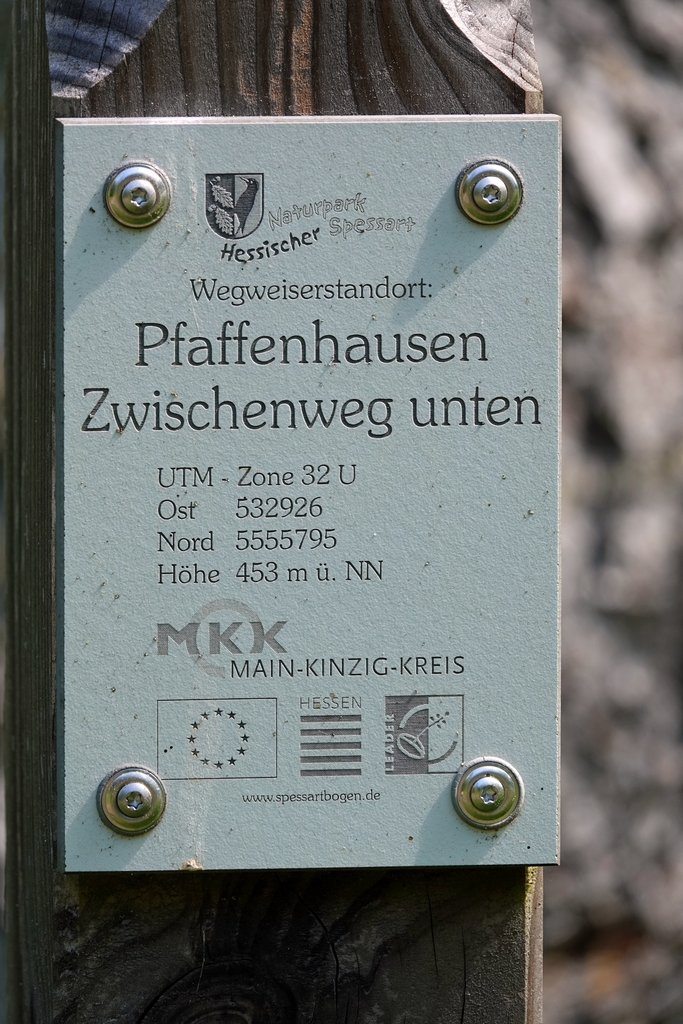 Naturpark
Hessischer Spessart
Wegweiserstandort:
Pfaffenhausen
Zwischenweg unten
UTM - Zone 32 U
Ost 532926
Nord 5555795
Höhe 453 m ü. NN
MKK
MAIN-KINZIG-KREIS
HESSEN
LEADER
www.spessartbogen.de